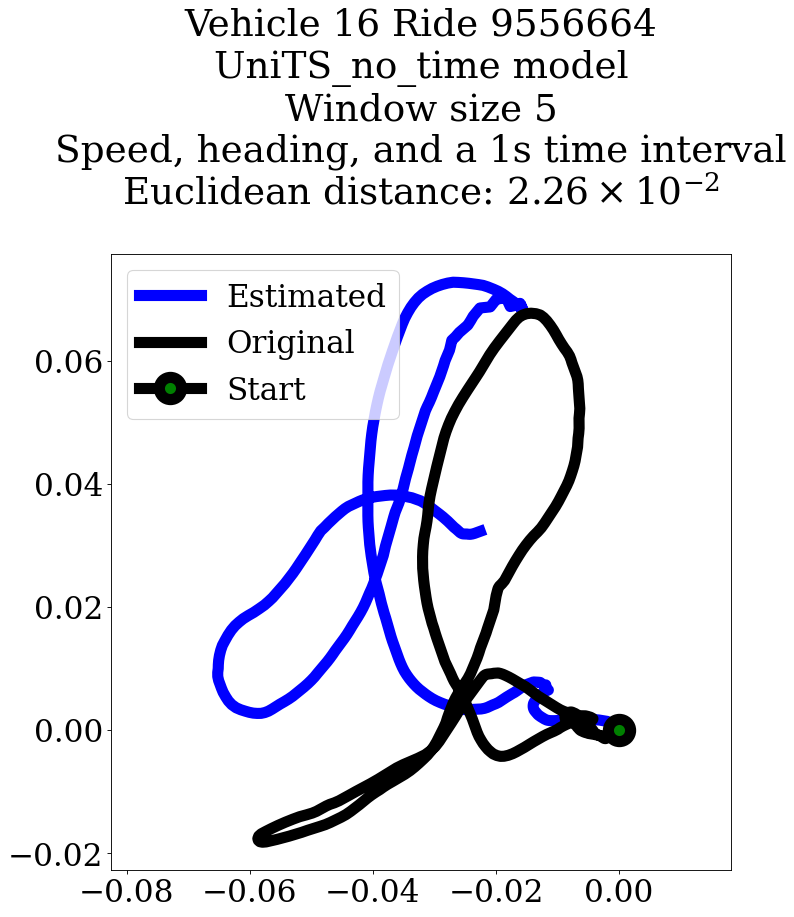 Vehicle 16 Ride 9556664
UniTS_no_time model
Window size 5
Speed, heading, and a 1s time interval
Euclidean distance: 2.26 × 10⁻²
Estimated
Original
Start
0.06
0.04
0.02
0.00
−0.02
−0.08 −0.06 −0.04 −0.02 0.00